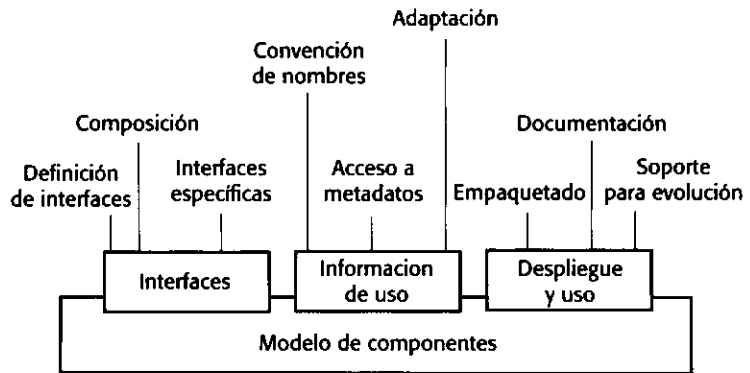 Adaptación
Convención
de nombres
Composición
Documentación
Definición
de interfaces
Interfaces
específicas
Acceso a
metadatos
Empaquetado
Soporte
para evolución
Interfaces
Informacion
de uso
Despliegue
y uso
Modelo de componentes